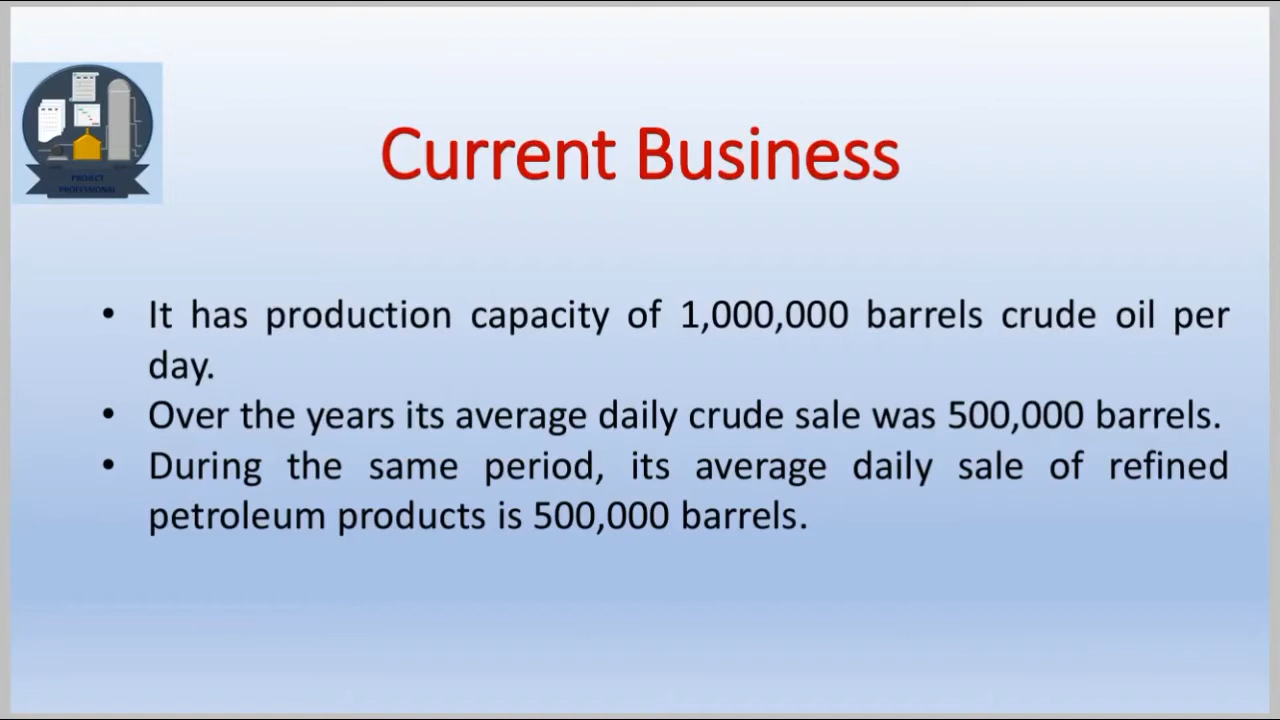 PROJECT
PROFESSIONAL
Current Business
• It has production capacity of 1,000,000 barrels crude oil per
day.
• Over the years its average daily crude sale was 500,000 barrels.
• During the same period, its average daily sale of refined
petroleum products is 500,000 barrels.